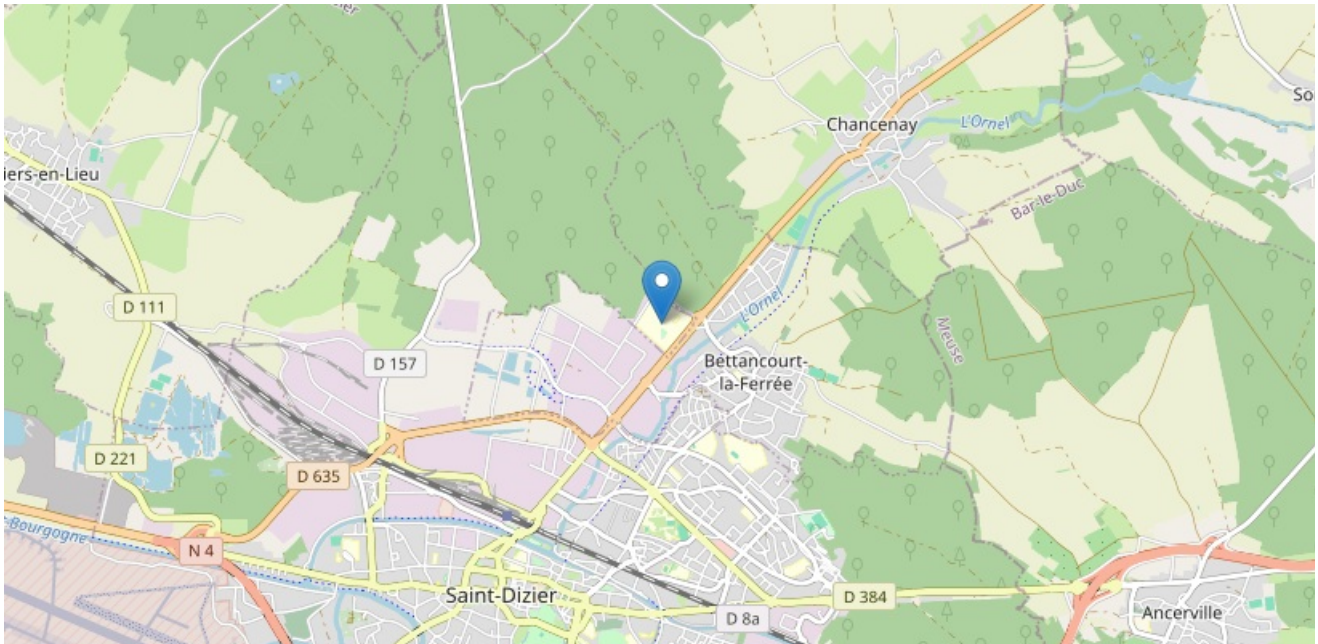 Chancenay
L'Ornel
So
iers-en-Lieu
Bar-le-Duc
D 111
L'Ornel
Meuse
D 157
Bettancourt-
la-Ferrée
D 221
D 635
-Bourgogne
N 4
Saint-Dizier
D 384
D 8a
Ancerville